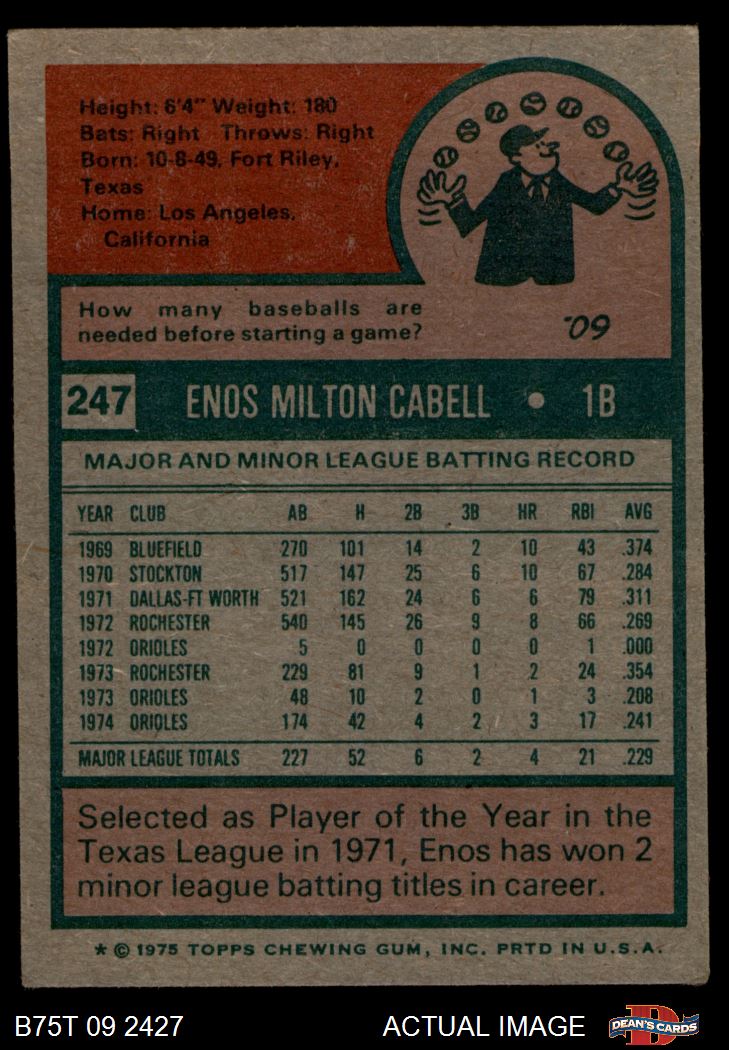 Height: 6'4" Weight: 180
Bats: Right Throws: Right
Born: 10-8-49, Fort Riley,
Texas
Home: Los Angeles,
California
How many baseballs are
needed before starting a game?
60.
247 ENOS MILTON CABELL • 1B
MAJOR AND MINOR LEAGUE BATTING RECORD
YEAR CLUB AB H 2B 3B HR RBI AVG
1969 BLUEFIELD 270 101 14 2 10 43 .374
1970 STOCKTON 517 147 25 6 10 67 .284
1971 DALLAS-FT WORTH 521 162 24 6 6 79 .311
1972 ROCHESTER 540 145 26 9 8 66 .269
1972 ORIOLES 5 0 0 0 0 1 .000
1973 ROCHESTER 229 81 9 1 2 24 .354
1973 ORIOLES 48 10 2 0 1 3 .208
1974 ORIOLES 174 42 4 2 3 17 .241
MAJOR LEAGUE TOTALS 227 52 6 2 4 21 .229
Selected as Player of the Year in the
Texas League in 1971, Enos has won 2
minor league batting titles in career.
* © 1975 TOPPS CHEWING GUM, INC. PRTD IN U.S.A.
B75T 09 2427 ACTUAL IMAGE DEAN'S CARDS